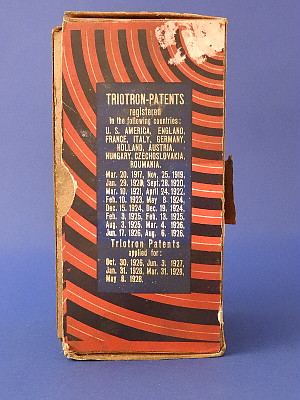 TRIOTRON-PATENTS
registered
in the following countries:
U. S. AMERICA, ENGLAND,
FRANCE, ITALY, GERMANY,
HOLLAND, AUSTRIA,
HUNGARY, CZECHOSLOVAKIA,
ROUMANIA.
Mar. 20. 1917, Nov. 25. 1919,
Jan. 29. 1920, Sept. 28. 1920,
Mar. 10. 1921, April 24. 1922,
Feb. 10. 1923, May 8. 1924,
Dec. 15. 1924, Dec. 19. 1924,
Feb. 3. 1925, Feb. 13. 1925,
Aug. 3. 1925, Mar. 4. 1926,
Jun. 17. 1926, Aug. 6. 1926.
Triotron Patents
applied for:
Oct. 30. 1926, Jun. 3. 1927,
Jan. 31. 1928, Mar. 31. 1928,
May 8. 1928.